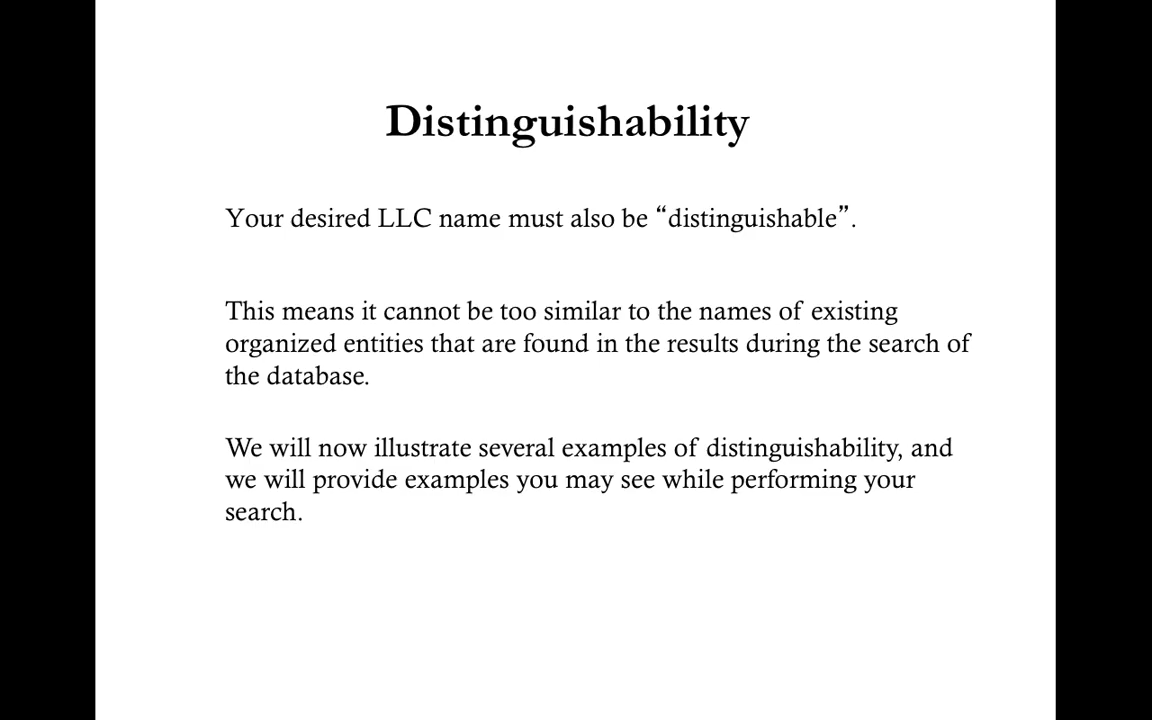 Distinguishability
Your desired LLC name must also be “distinguishable”.
This means it cannot be too similar to the names of existing
organized entities that are found in the results during the search of
the database.
We will now illustrate several examples of distinguishability, and
we will provide examples you may see while performing your
search.